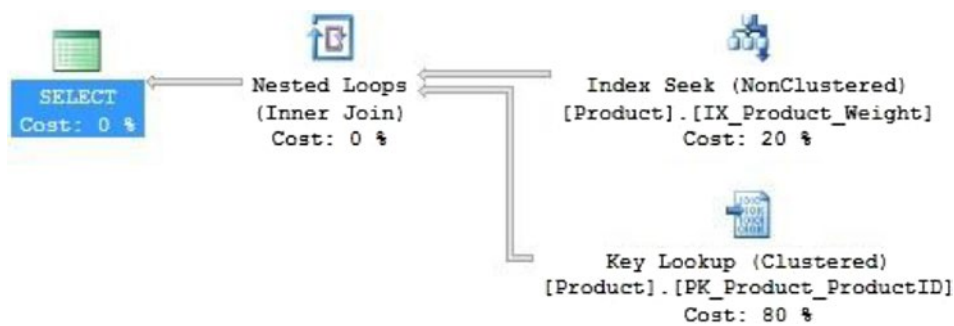 SELECT
Cost: 0 %
Nested Loops
(Inner Join)
Cost: 0 %
Index Seek (NonClustered)
[Product].[IX_Product_Weight]
Cost: 20 %
Key Lookup (Clustered)
[Product].[PK_Product_ProductID]
Cost: 80 %